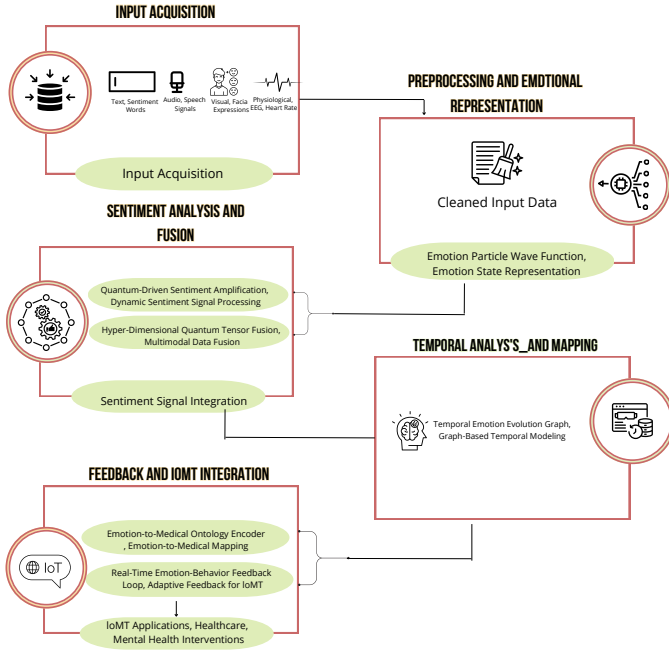 INPUT ACQUISITION
Text, Sentiment
Words
Audio, Speech
Signals
Visual, Facia
Expressions
Physiological,
EEG, Heart Rate
Input Acquisition
PREPROCESSING AND EMDTIONAL
REPRESENTATION
Cleaned Input Data
Emotion Particle Wave Function,
Emotion State Representation
SENTIMENT ANALYSIS AND
FUSION
Quantum-Driven Sentiment Amplification,
Dynamic Sentiment Signal Processing
Hyper-Dimensional Quantum Tensor Fusion,
Multimodal Data Fusion
Sentiment Signal Integration
TEMPORAL ANALYS'S_AND MAPPING
Temporal Emotion Evolution Graph,
Graph-Based Temporal Modeling
FEEDBACK AND IOMT INTEGRATION
IoT
Emotion-to-Medical Ontology Encoder
, Emotion-to-Medical Mapping
Real-Time Emotion-Behavior Feedback
Loop, Adaptive Feedback for IoMT
IoMT Applications, Healthcare,
Mental Health Interventions